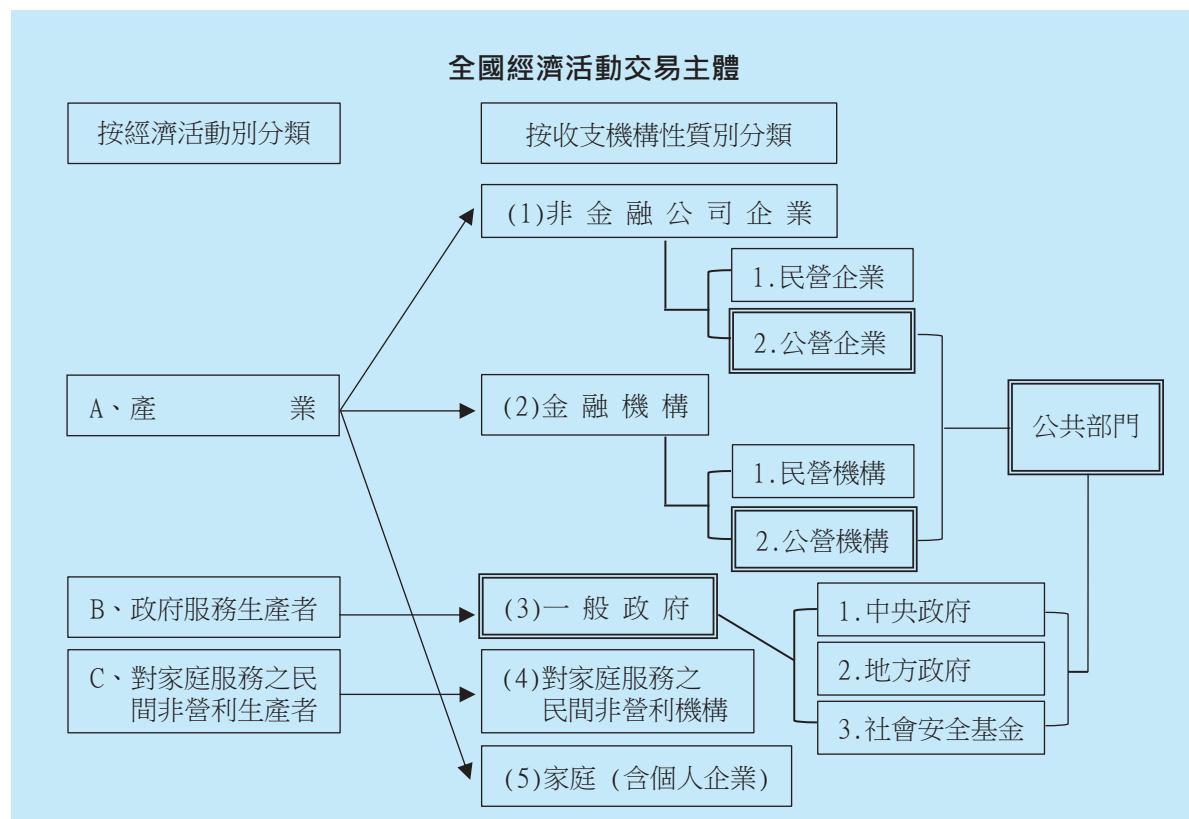 全國經濟活動交易主體
按經濟活動別分類
按收支機構性質別分類
(1)非金融公司企業
1.民營企業
2.公營企業
A、產業
(2)金融機構
公共部門
1.民營機構
2.公營機構
B、政府服務生產者
(3)一般政府
1.中央政府
2.地方政府
3.社會安全基金
C、對家庭服務之民
間非營利生產者
(4)對家庭服務之
民間非營利機構
(5)家庭(含個人企業)